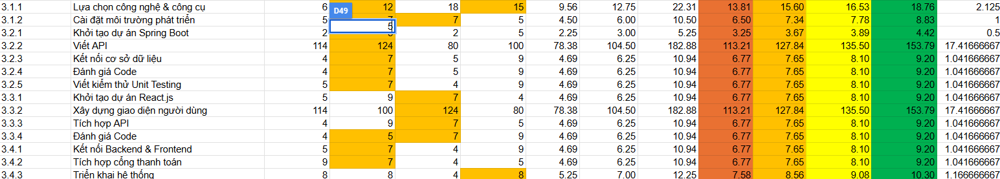 3.1.1 Lựa chọn công nghệ & công cụ 6 12 18 15 9.56 12.75 22.31 13.81 15.60 16.53 18.76 2.125
D49
3.1.2 Cài đặt môi trường phát triển 5 7 5 4.50 6.00 10.50 6.50 7.34 7.78 8.83 1
5
3.2.1 Khởi tạo dự án Spring Boot 2 2 5 2.25 3.00 5.25 3.25 3.67 3.89 4.42 0.5
3.2.2 Viết API 114 124 80 100 78.38 104.50 182.88 113.21 127.84 135.50 153.79 17.41666667
3.2.3 Kết nối cơ sở dữ liệu 4 7 5 9 4.69 6.25 10.94 6.77 7.65 8.10 9.20 1.041666667
3.2.4 Đánh giá Code 4 7 5 9 4.69 6.25 10.94 6.77 7.65 8.10 9.20 1.041666667
3.2.5 Viết kiểm thử Unit Testing 5 7 4 9 4.69 6.25 10.94 6.77 7.65 8.10 9.20 1.041666667
3.3.1 Khởi tạo dự án React.js 5 9 7 4 4.69 6.25 10.94 6.77 7.65 8.10 9.20 1.041666667
3.3.2 Xây dựng giao diện người dùng 114 100 124 80 78.38 104.50 182.88 113.21 127.84 135.50 153.79 17.41666667
3.3.3 Tích hợp API 4 9 7 5 4.69 6.25 10.94 6.77 7.65 8.10 9.20 1.041666667
3.3.4 Đánh giá Code 4 5 7 9 4.69 6.25 10.94 6.77 7.65 8.10 9.20 1.041666667
3.4.1 Kết nối Backend & Frontend 5 7 4 9 4.69 6.25 10.94 6.77 7.65 8.10 9.20 1.041666667
3.4.2 Tích hợp cổng thanh toán 9 7 4 5 4.69 6.25 10.94 6.77 7.65 8.10 9.20 1.041666667
3.4.3 Triển khai hệ thống 8 8 4 8 5.25 7.00 12.25 7.58 8.56 9.08 10.30 1.166666667